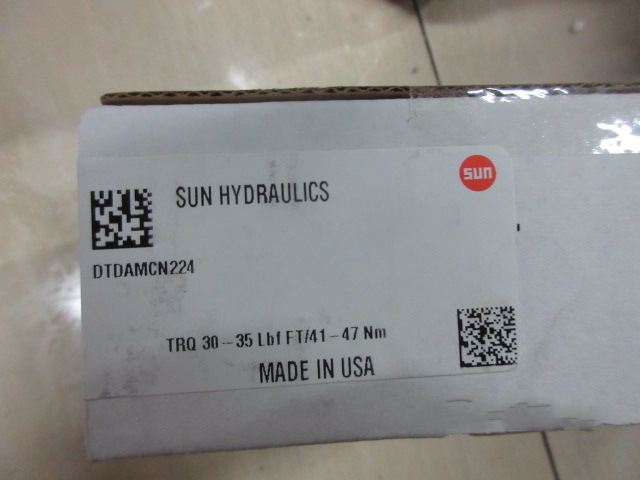 sun
SUN HYDRAULICS
DTDAMCN224
TRQ 30-35 Lbf FT/41-47 Nm
MADE IN USA